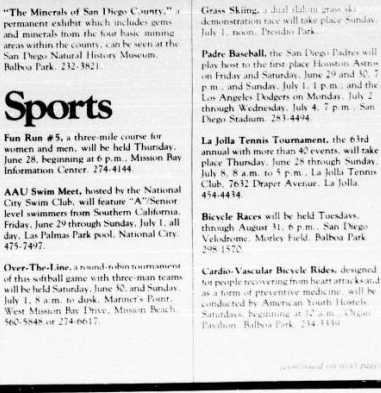 "The Minerals of San Diego County," a
permanent exhibit which includes gems
and minerals from the four basic mining
areas within the county, can be seen at the
San Diego Natural History Museum,
Balboa Park. 232-3821.
Sports
Fun Run #5, a three-mile course for
women and men, will be held Thursday,
June 28, beginning at 6 p.m., Mission Bay
Information Center. 274-4144.
AAU Swim Meet, hosted by the National
City Swim Club, will feature "A"/Senior
level swimmers from Southern California,
Friday, June 29 through Sunday, July 1, all
day, Las Palmas Park pool, National City.
475-7497.
Over-The-Line, a round-robin tournament
of this softball game with three-man teams
will be held Saturday, June 30, and Sunday,
July 1, 8 a.m. to dusk, Mariner's Point,
West Mission Bay Drive, Mission Beach.
560-5848 or 274-6617.
Grass Skiing, a dual slalom grass ski
demonstration race will take place Sunday,
July 1, noon, Presidio Park.
Padre Baseball, the San Diego Padres will
play host to the first place Houston Astros
on Friday and Saturday, June 29 and 30, 7
p.m., and Sunday, July 1, 1 p.m., and the
Los Angeles Dodgers on Monday, July 2
through Wednesday, July 4, 7 p.m., San
Diego Stadium. 283-4494.
La Jolla Tennis Tournament, the 63rd
annual with more than 40 events, will take
place Thursday, June 28 through Sunday,
July 8, 8 a.m. to 5 p.m., La Jolla Tennis
Club, 7632 Draper Avenue, La Jolla.
454-4434.
Bicycle Races will be held Tuesdays,
through August 31, 6 p.m., San Diego
Velodrome, Morley Field, Balboa Park.
298-1570.
Cardio-Vascular Bicycle Rides, designed
for people recovering from heart attacks and
as a form of preventive medicine, will be
conducted by American Youth Hostels,
Saturdays, beginning at 10 a.m., Organ
Pavilion, Balboa Park. 234-3330
(continued on next page)